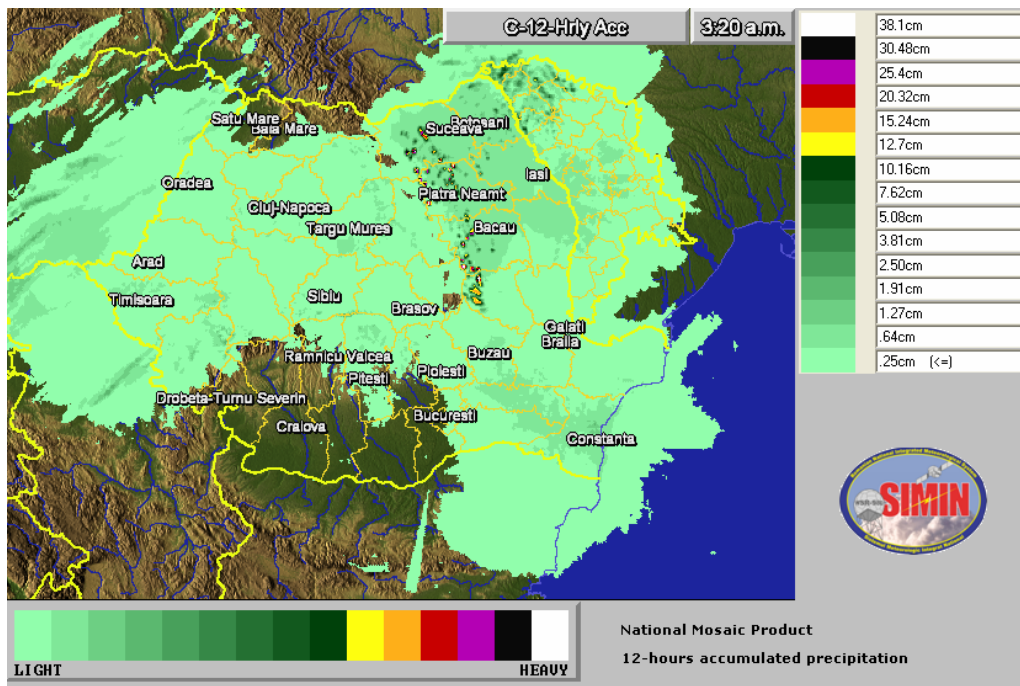 C-12-Hrly Acc
3:20 a.m.
38.1cm
30.48cm
25.4cm
20.32cm
15.24cm
12.7cm
10.16cm
7.62cm
5.08cm
3.81cm
2.50cm
1.91cm
1.27cm
.64cm
.25cm (<=)
Satu Mare
Baia Mare
Botosani
Suceava
Oradea
Iasi
Piatra Neamt
Cluj-Napoca
Targu Mures
Bacau
Arad
Timisoara
Sibiu
Brasov
Galati
Braila
Ramnicu Valcea
Buzau
Pitesti
Ploiesti
Drobeta-Turnu Severin
Bucuresti
Craiova
Constanta
SIMIN
LIGHT
HEAVY
National Mosaic Product
12-hours accumulated precipitation